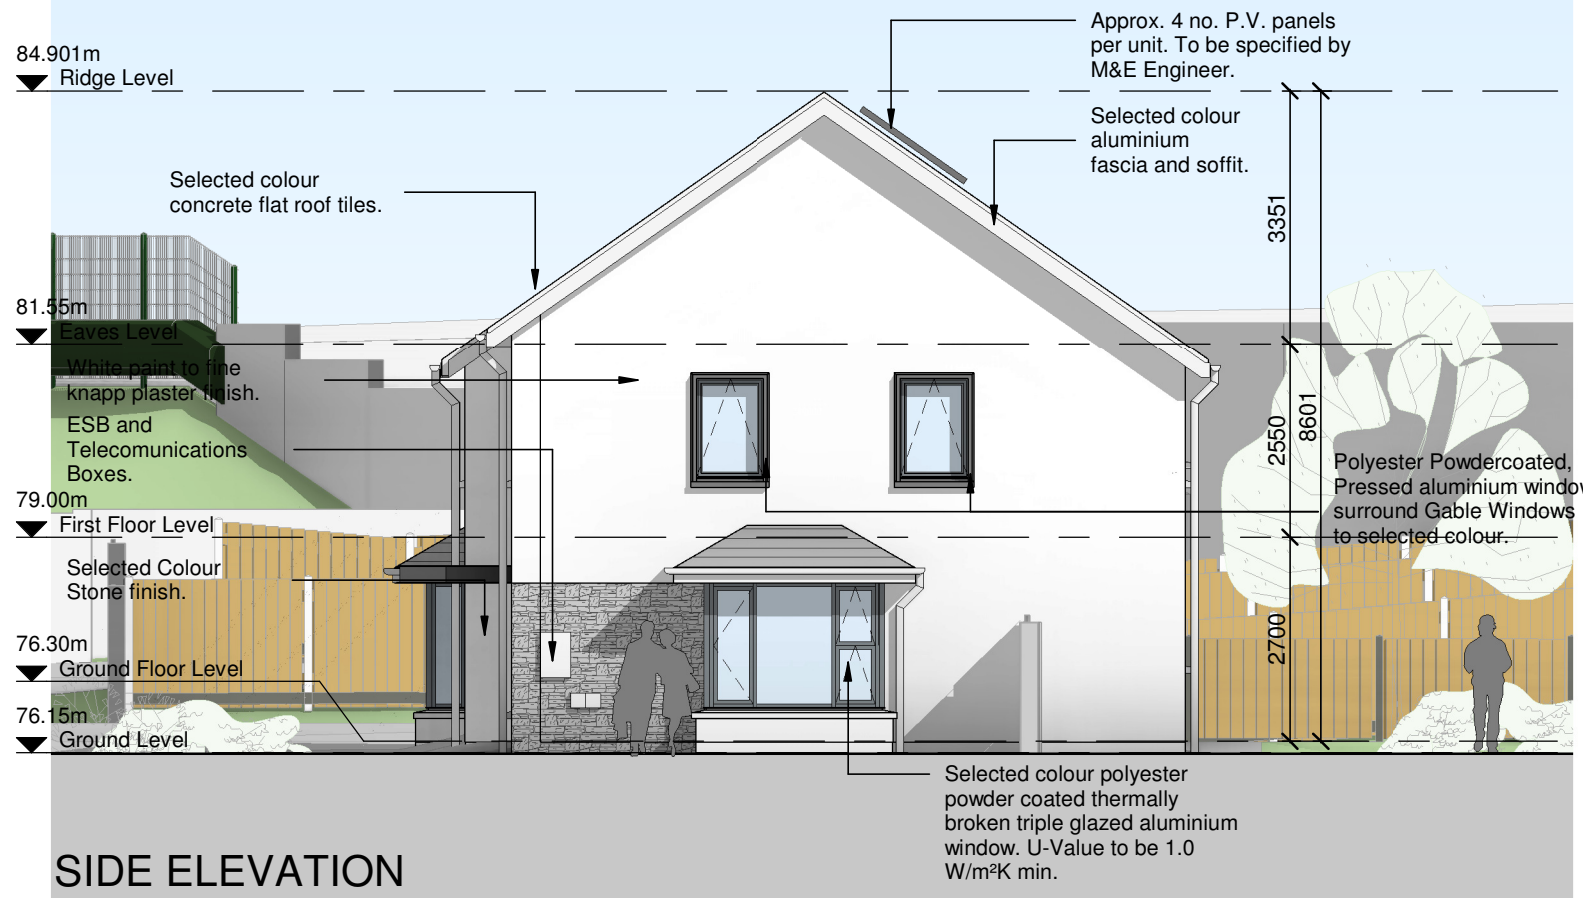 84.901m
Ridge Level
Approx. 4 no. P.V. panels
per unit. To be specified by
M&E Engineer.
Selected colour
aluminium
fascia and soffit.
Selected colour
concrete flat roof tiles.
3351
81.55m
Eaves Level
White paint to fine
knapp plaster finish.
ESB and
Telecomunications
Boxes.
2550
8601
Polyester Powdercoated,
Pressed aluminium window
surround Gable Windows
to selected colour.
79.00m
First Floor Level
Selected Colour
Stone finish.
2700
76.30m
Ground Floor Level
76.15m
Ground Level
Selected colour polyester
powder coated thermally
broken triple glazed aluminium
window. U-Value to be 1.0
W/m²K min.
SIDE ELEVATION